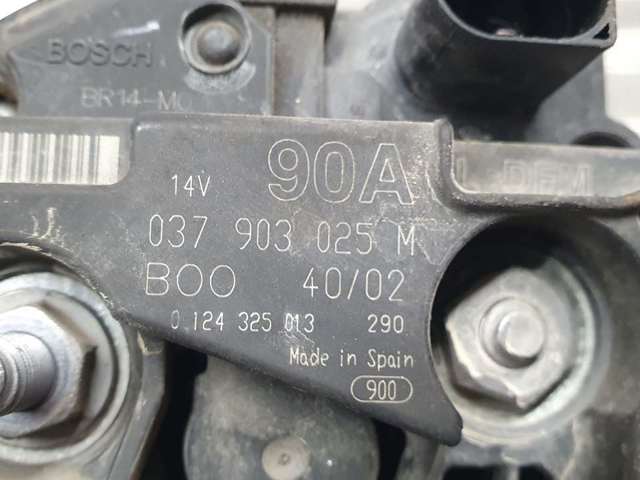 BOSCH
BR14-M
14V 90A
037 903 025 M
BOO 40/02
0 124 325 013 290
Made in Spain
900